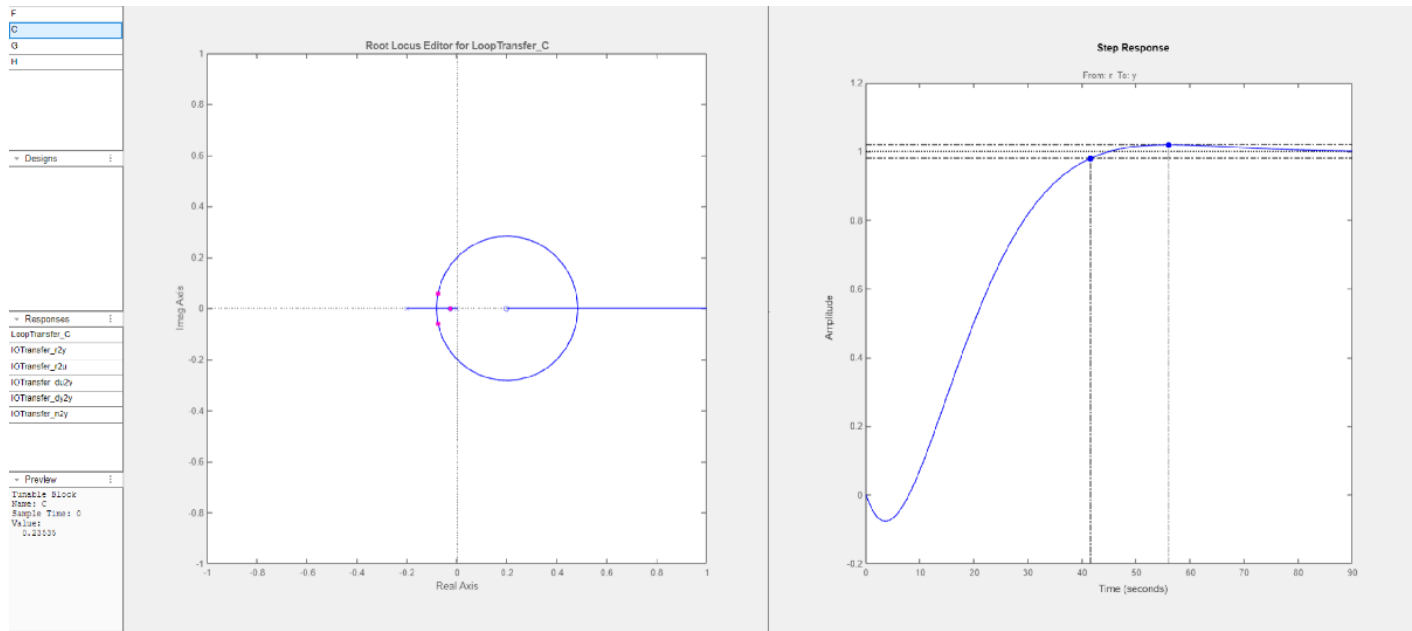 F
C
G
H
Designs
Responses
LoopTransfer_C
IOTransfer_r2y
IOTransfer_r2u
IOTransfer_du2y
IOTransfer_dy2y
IOTransfer_n2y
Preview
Tunable Block
Name: C
Sample Time: 0
Value:
0.23535
Root Locus Editor for LoopTransfer_C
1
0.8
0.6
0.4
0.2
0
-0.2
-0.4
-0.6
-0.8
-1
Imag Axis
-1 -0.8 -0.6 -0.4 -0.2 0 0.2 0.4 0.6 0.8 1
Real Axis
Step Response
From: r To: y
1.2
1
0.8
0.6
0.4
0.2
0
-0.2
Amplitude
0 10 20 30 40 50 60 70 80 90
Time (seconds)